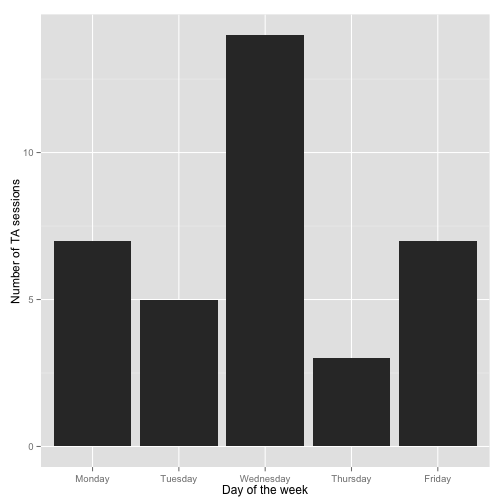 Number of TA sessions
10
5
0
Monday Tuesday Wednesday Thursday Friday
Day of the week